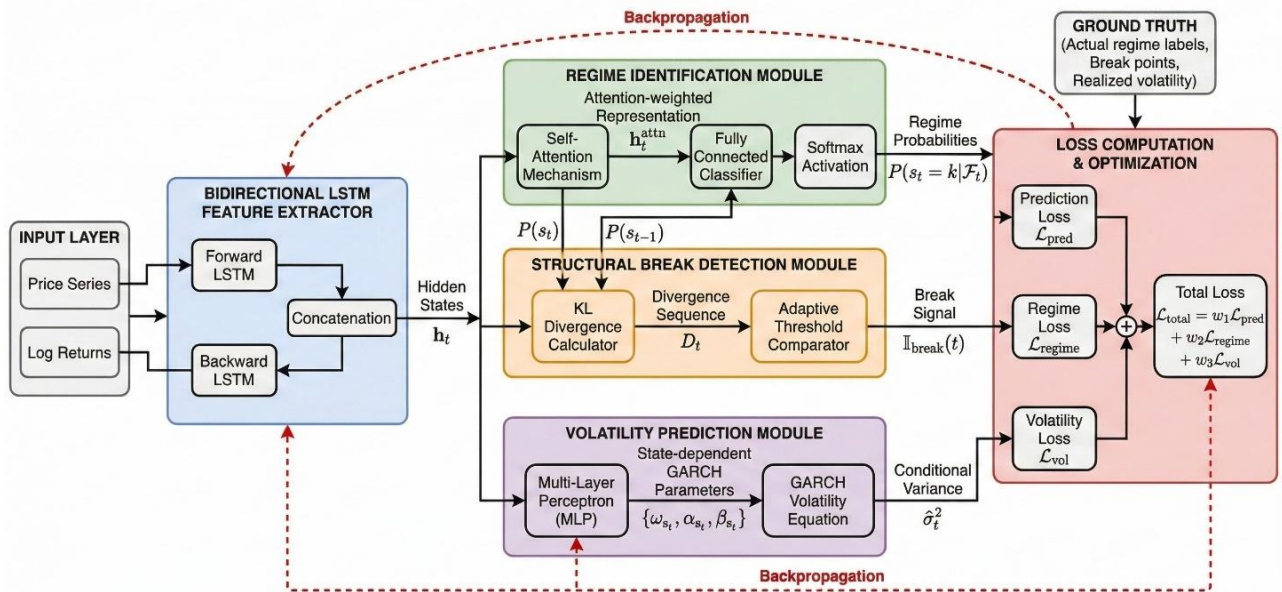 Backpropagation
GROUND TRUTH
(Actual regime labels,
Break points,
Realized volatility)
REGIME IDENTIFICATION MODULE
Attention-weighted
Representation
Self-
Attention
Mechanism
h_t^attn
Fully
Connected
Classifier
Softmax
Activation
Regime
Probabilities
P(s_t = k|ℱ_t)
LOSS COMPUTATION
& OPTIMIZATION
BIDIRECTIONAL LSTM
FEATURE EXTRACTOR
INPUT LAYER
Price Series
Log Returns
Forward
LSTM
Concatenation
Backward
LSTM
Hidden
States
h_t
P(s_t)
P(s_{t-1})
STRUCTURAL BREAK DETECTION MODULE
KL
Divergence
Calculator
Divergence
Sequence
D_t
Adaptive
Threshold
Comparator
Break
Signal
𝕀_break(t)
Prediction
Loss
ℒ_pred
Regime
Loss
ℒ_regime
Volatility
Loss
ℒ_vol
+
Total Loss
ℒ_total = w_1ℒ_pred
+ w_2ℒ_regime
+ w_3ℒ_vol
VOLATILITY PREDICTION MODULE
State-dependent
GARCH
Parameters
Multi-Layer
Perceptron
(MLP)
{ω_{s_t}, α_{s_t}, β_{s_t}}
GARCH
Volatility
Equation
Conditional
Variance
σ̂_t^2
Backpropagation